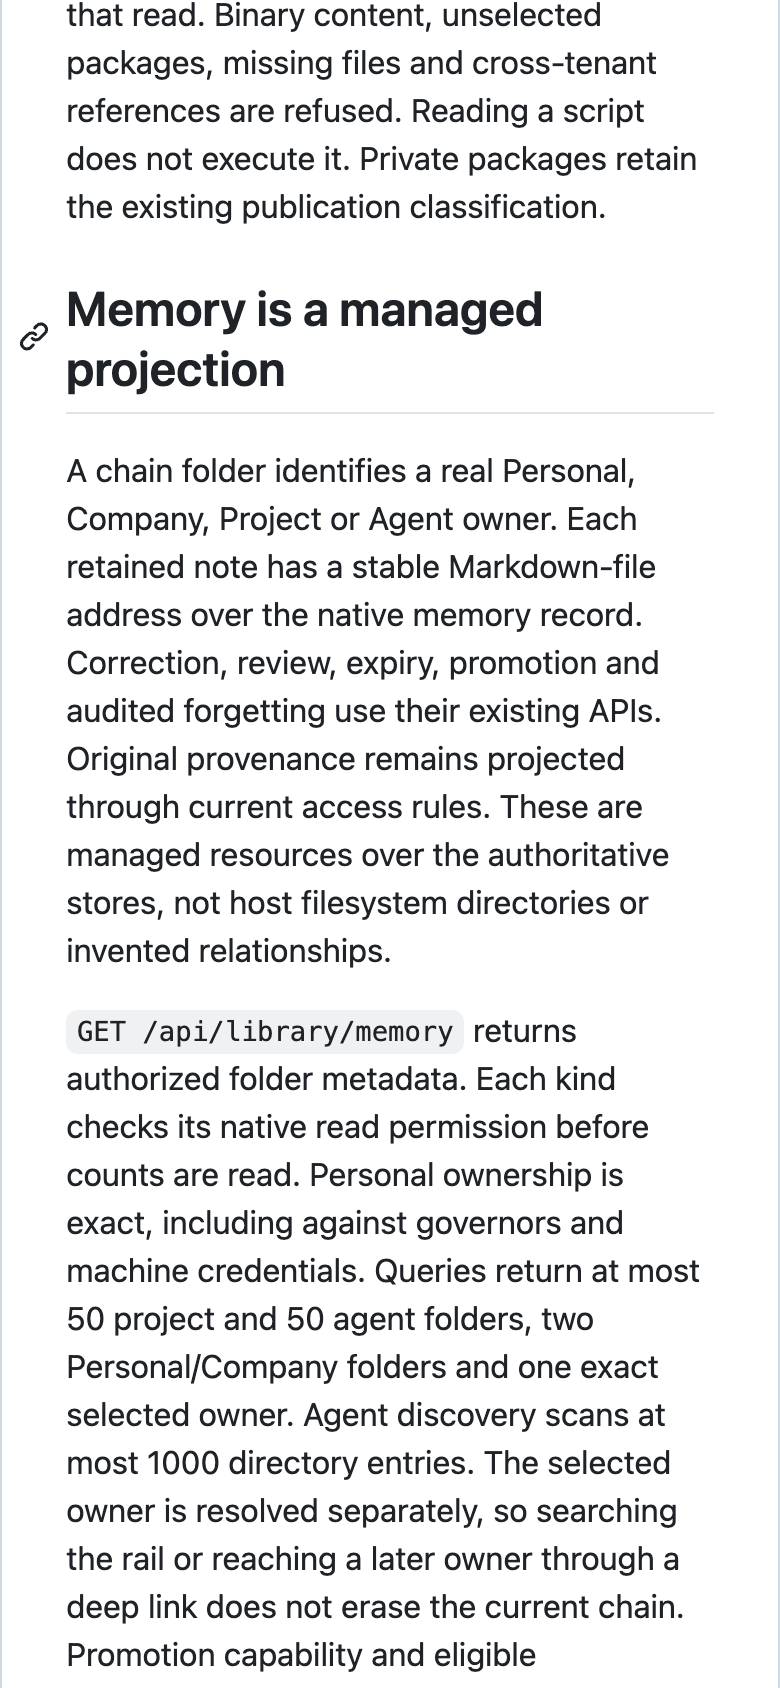 that read. Binary content, unselected
packages, missing files and cross-tenant
references are refused. Reading a script
does not execute it. Private packages retain
the existing publication classification.
Memory is a managed
projection
A chain folder identifies a real Personal,
Company, Project or Agent owner. Each
retained note has a stable Markdown-file
address over the native memory record.
Correction, review, expiry, promotion and
audited forgetting use their existing APIs.
Original provenance remains projected
through current access rules. These are
managed resources over the authoritative
stores, not host filesystem directories or
invented relationships.
GET /api/library/memory returns
authorized folder metadata. Each kind
checks its native read permission before
counts are read. Personal ownership is
exact, including against governors and
machine credentials. Queries return at most
50 project and 50 agent folders, two
Personal/Company folders and one exact
selected owner. Agent discovery scans at
most 1000 directory entries. The selected
owner is resolved separately, so searching
the rail or reaching a later owner through a
deep link does not erase the current chain.
Promotion capability and eligible